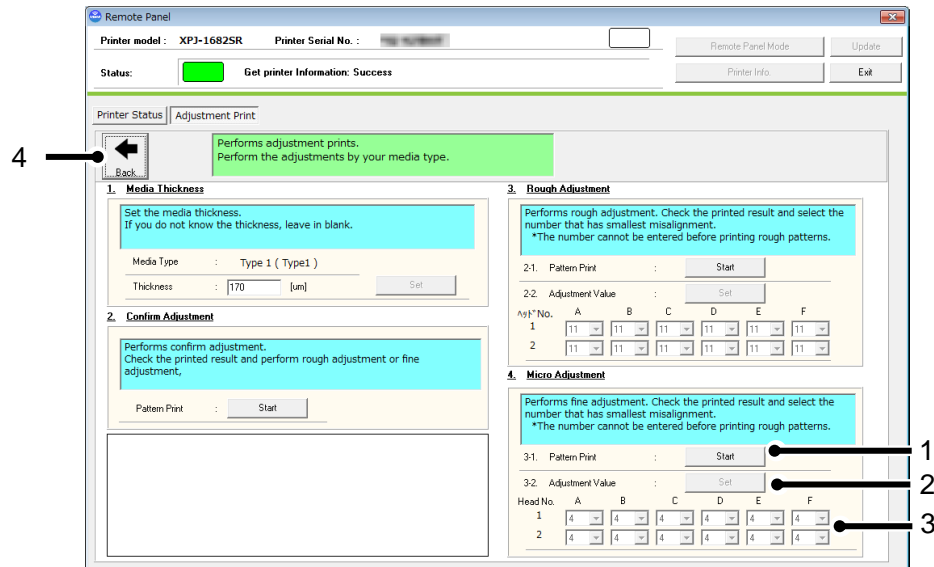 Remote Panel
Printer model : XPJ-1682SR Printer Serial No. :
Remote Panel Mode Update
Status: Get printer Information: Success
Printer Info. Exit
Printer Status Adjustment Print
Back
Performs adjustment prints.
Perform the adjustments by your media type.
4
1. Media Thickness
Set the media thickness.
If you do not know the thickness, leave in blank.
Media Type : Type 1 ( Type1 )
Thickness : 170 [um] Set
2. Confirm Adjustment
Performs confirm adjustment.
Check the printed result and perform rough adjustment or fine
adjustment,
Pattern Print : Start
3. Rough Adjustment
Performs rough adjustment. Check the printed result and select the
number that has smallest misalignment.
*The number cannot be entered before printing rough patterns.
2-1. Pattern Print : Start
2-2. Adjustment Value : Set
ﾍｯﾄﾞNo. A B C D E F
1 11 11 11 11 11 11
2 11 11 11 11 11 11
4. Micro Adjustment
Performs fine adjustment. Check the printed result and select the
number that has smallest misalignment.
*The number cannot be entered before printing rough patterns.
3-1. Pattern Print : Start
1
3-2. Adjustment Value : Set
2
Head No. A B C D E F
1 4 4 4 4 4 4
2 4 4 4 4 4 4
3